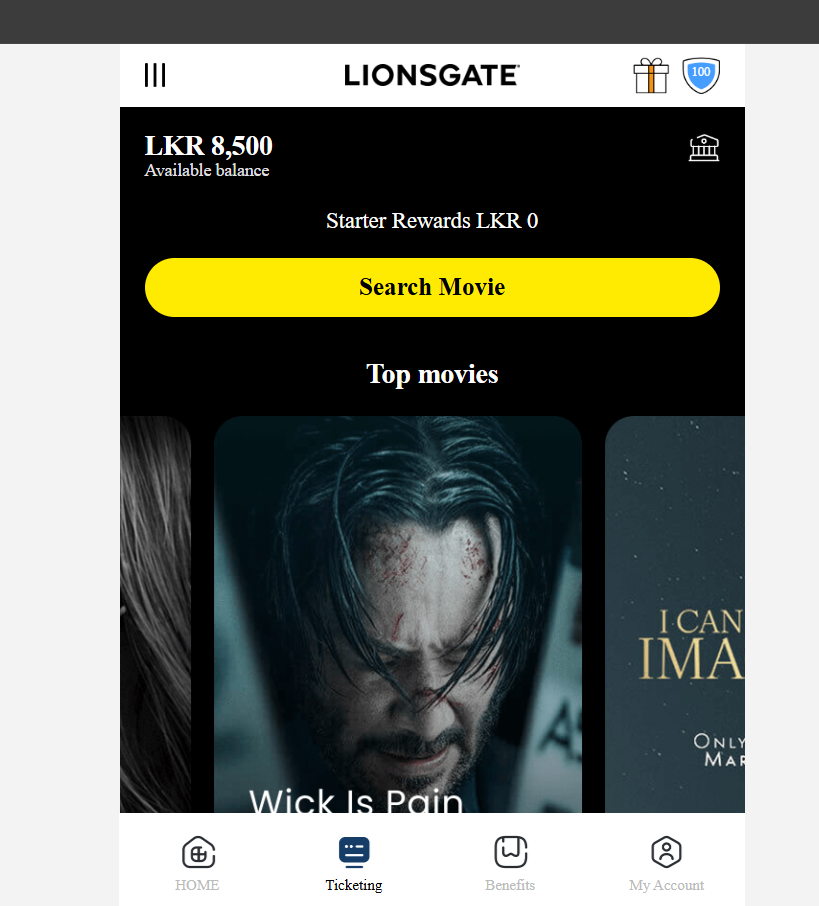 LIONSGATE
100
LKR 8,500
Available balance
Starter Rewards LKR 0
Search Movie
Top movies
I CAN
IMA
ONLY
MAR
Wick Is Pain
HOME
Ticketing
Benefits
My Account